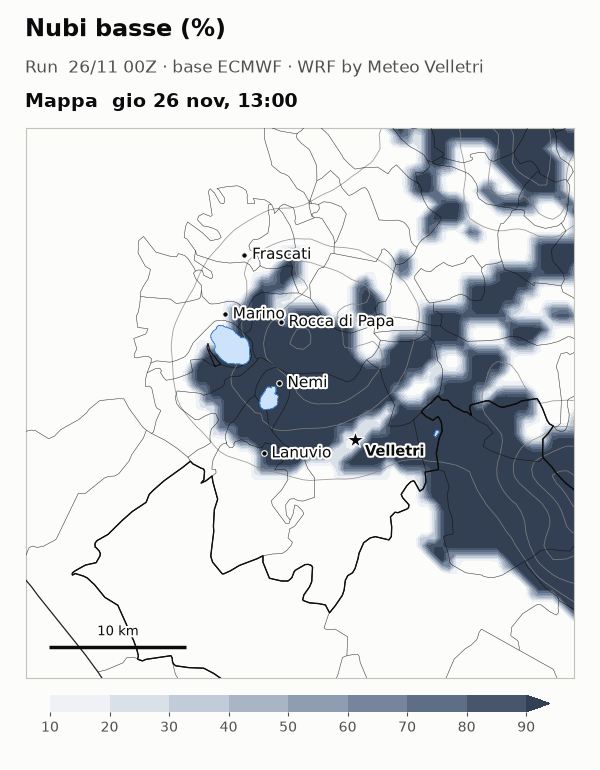 Nubi basse (%)
Run  26/11 00Z · base ECMWF · WRF by Meteo Velletri
Mappa  gio 26 nov, 13:00
Frascati
Marino
Rocca di Papa
Nemi
Lanuvio
Velletri
10 km
10 20 30 40 50 60 70 80 90